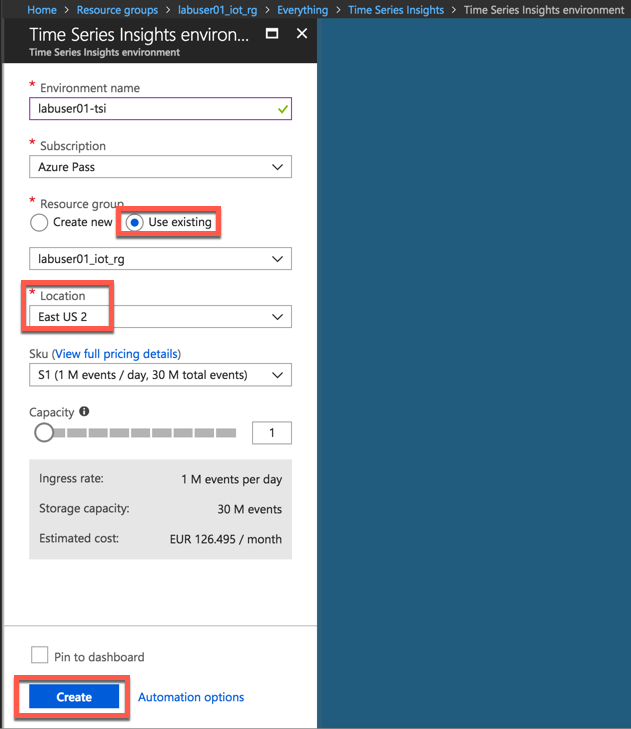 Home > Resource groups > labuser01_iot_rg > Everything > Time Series Insights > Time Series Insights environment
Time Series Insights environ...
Time Series Insights environment
* Environment name
labuser01-tsi
* Subscription
Azure Pass
* Resource group
Create new Use existing
labuser01_iot_rg
* Location
East US 2
Sku (View full pricing details)
S1 (1 M events / day, 30 M total events)
Capacity
1
Ingress rate: 1 M events per day
Storage capacity: 30 M events
Estimated cost: EUR 126.495 / month
Pin to dashboard
Create Automation options